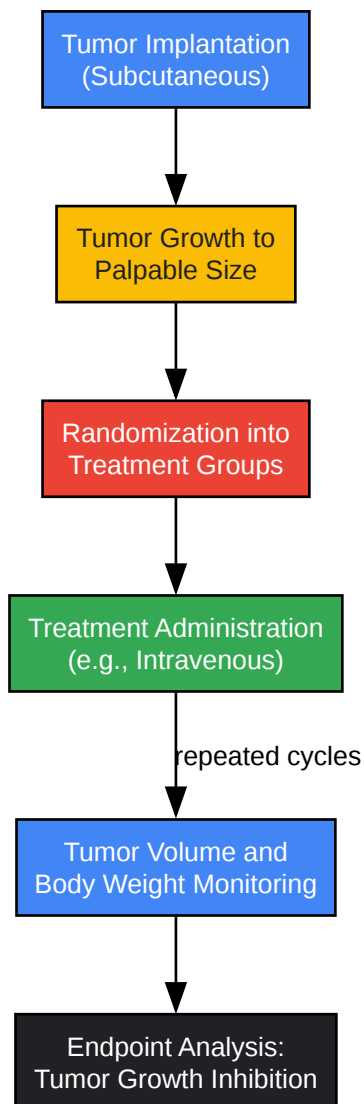 Tumor Implantation
(Subcutaneous)
Tumor Growth to
Palpable Size
Randomization into
Treatment Groups
Treatment Administration
(e.g., Intravenous)
repeated cycles
Tumor Volume and
Body Weight Monitoring
Endpoint Analysis:
Tumor Growth Inhibition